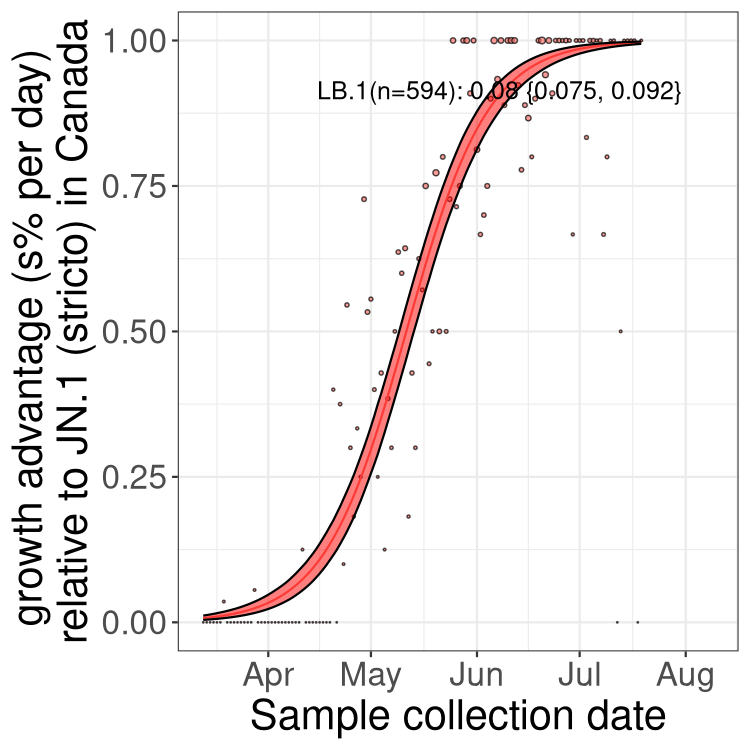 growth advantage (s% per day)
relative to JN.1 (stricto) in Canada
1.00
0.75
0.50
0.25
0.00
LB.1(n=594): 0.08 {0.075, 0.092}
Apr May Jun Jul Aug
Sample collection date